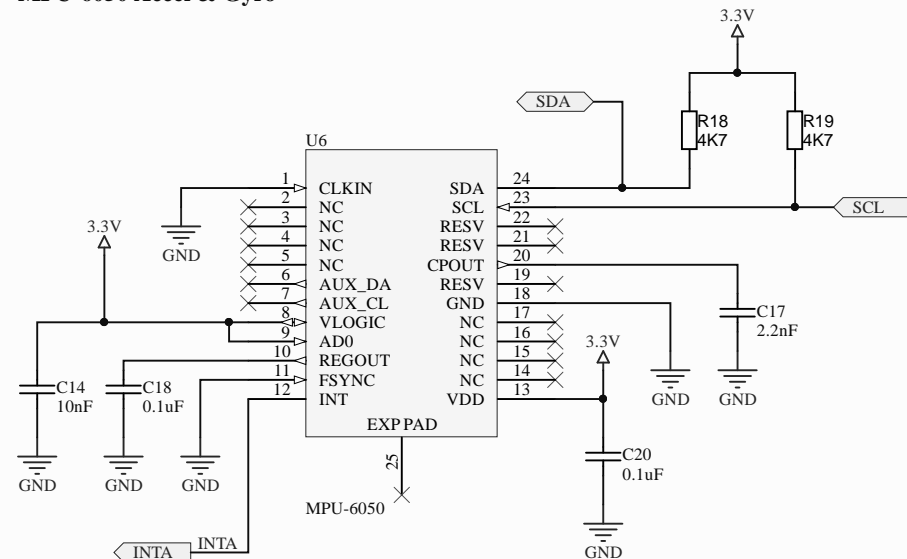 MPU-6050 Accel & Gyro
3.3V
SDA
R18
4K7
R19
4K7
U6
1
CLKIN
SDA
24
2
NC
SCL
23
SCL
3
NC
RESV
22
4
NC
RESV
21
5
NC
CPOUT
20
6
AUX_DA
RESV
19
7
AUX_CL
GND
18
8
VLOGIC
NC
17
9
AD0
NC
16
10
REGOUT
NC
15
11
FSYNC
NC
14
12
INT
VDD
13
EXP PAD
25
MPU-6050
GND
3.3V
C14
10nF
GND
C18
0.1uF
GND
GND
C17
2.2nF
GND
GND
3.3V
C20
0.1uF
GND
INTA
INTA